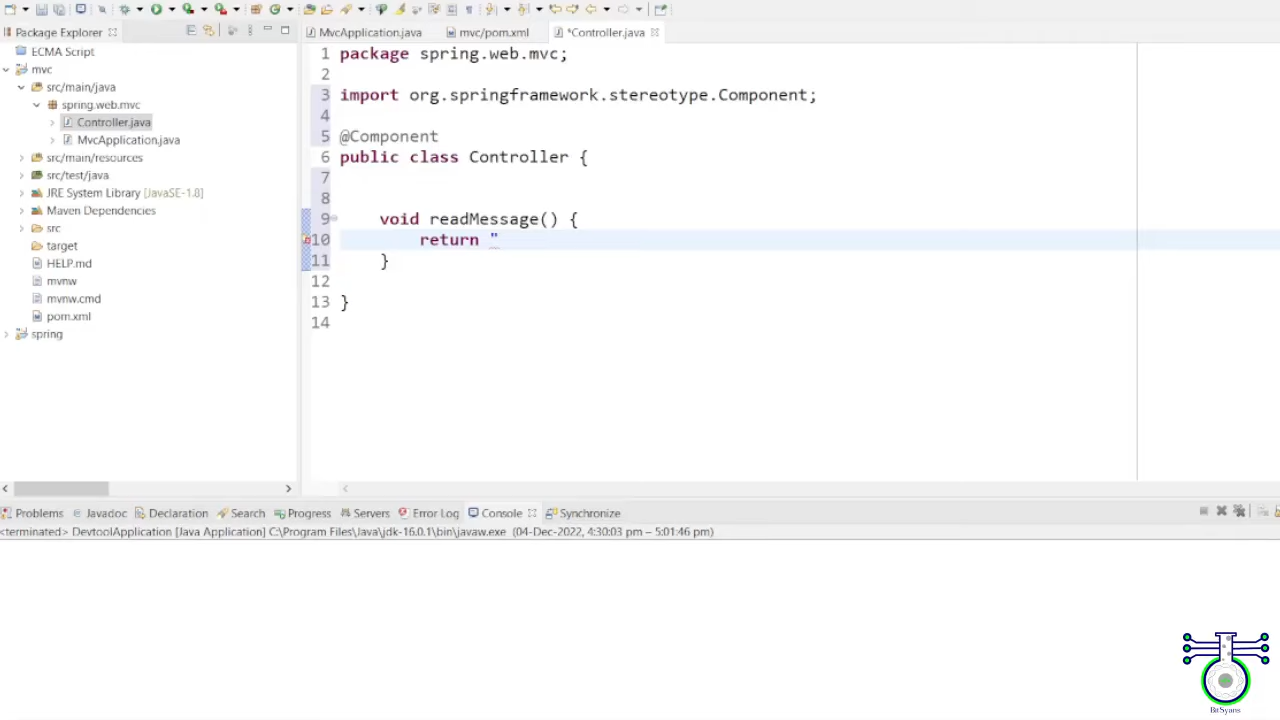 Package Explorer
MvcApplication.java
mvc/pom.xml
*Controller.java
ECMA Script
mvc
src/main/java
spring.web.mvc
Controller.java
MvcApplication.java
src/main/resources
src/test/java
JRE System Library [JavaSE-1.8]
Maven Dependencies
src
target
HELP.md
mvnw
mvnw.cmd
pom.xml
spring
1 package spring.web.mvc;
2
3 import org.springframework.stereotype.Component;
4
5 @Component
6 public class Controller {
7
8
9 void readMessage() {
10 return "
11 }
12
13 }
14
Problems Javadoc Declaration Search Progress Servers Error Log Console Synchronize
<terminated> DevtoolApplication [Java Application] C:\Program Files\Java\jdk-16.0.1\bin\javaw.exe (04-Dec-2022, 4:30:03 pm – 5:01:46 pm)
BitSyans